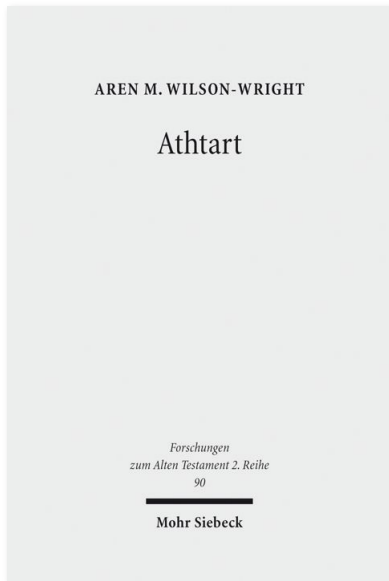 AREN M. WILSON-WRIGHT
Athtart
Forschungen
zum Alten Testament 2. Reihe
90
Mohr Siebeck